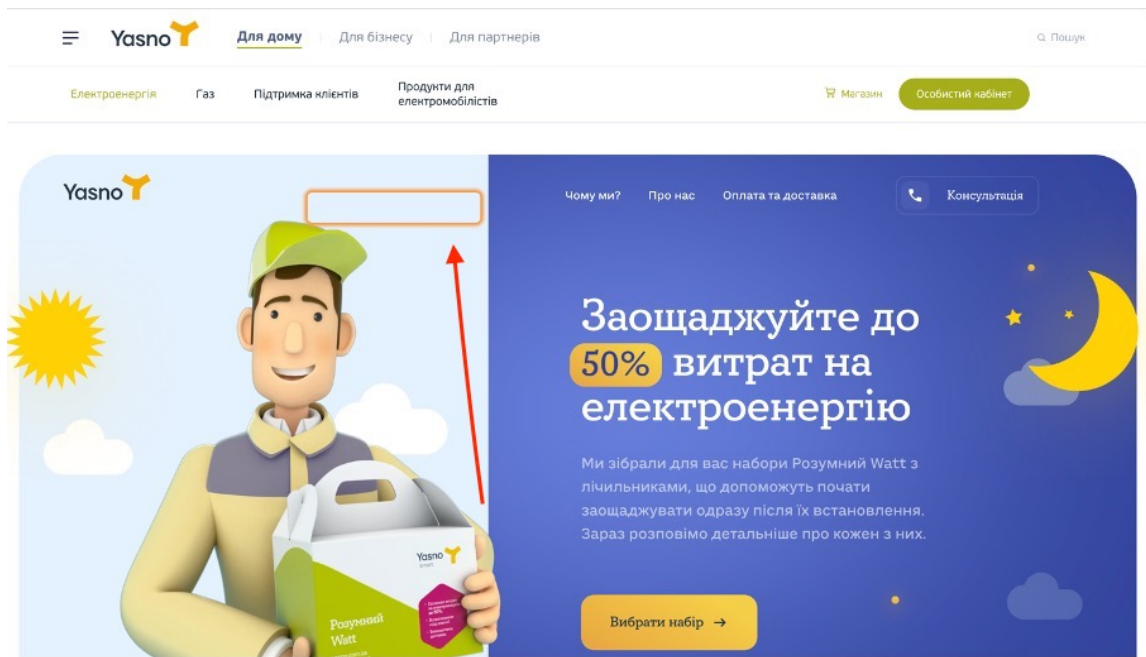 Yasno
Для дому
Для бізнесу
Для партнерів
Пошук
Електроенергія
Газ
Підтримка клієнтів
Продукти для
електромобілістів
Магазин
Особистий кабінет
Yasno
Чому ми?
Про нас
Оплата та доставка
Консультація
Заощаджуйте до
50% витрат на
електроенергію
Ми зібрали для вас набори Розумний Watt з
лічильниками, що допоможуть почати
заощаджувати одразу після їх встановлення.
Зараз розповімо детальніше про кожен з них.
Вибрати набір →
Yasno
Розумний
Watt